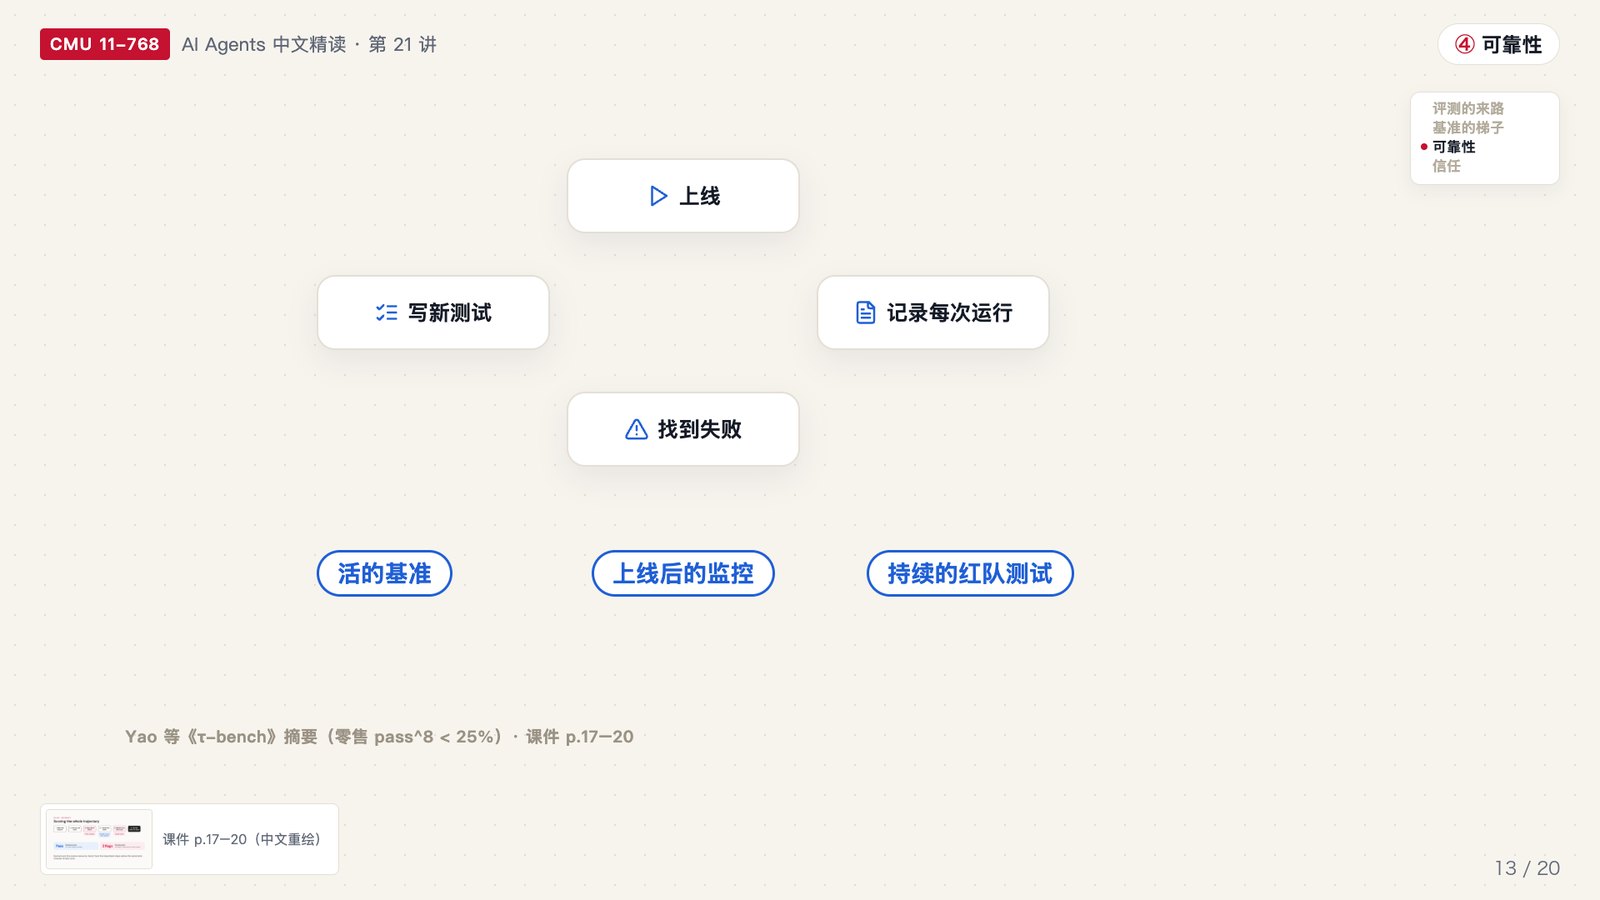 CMU 11-768 AI Agents 中文精读 · 第 21 讲
④ 可靠性
评测的来路
基准的梯子
可靠性
信任
上线
写新测试
记录每次运行
找到失败
活的基准
上线后的监控
持续的红队测试
Yao 等《τ-bench》摘要（零售 pass^8 < 25%）· 课件 p.17—20
课件 p.17—20（中文重绘）
13 / 20